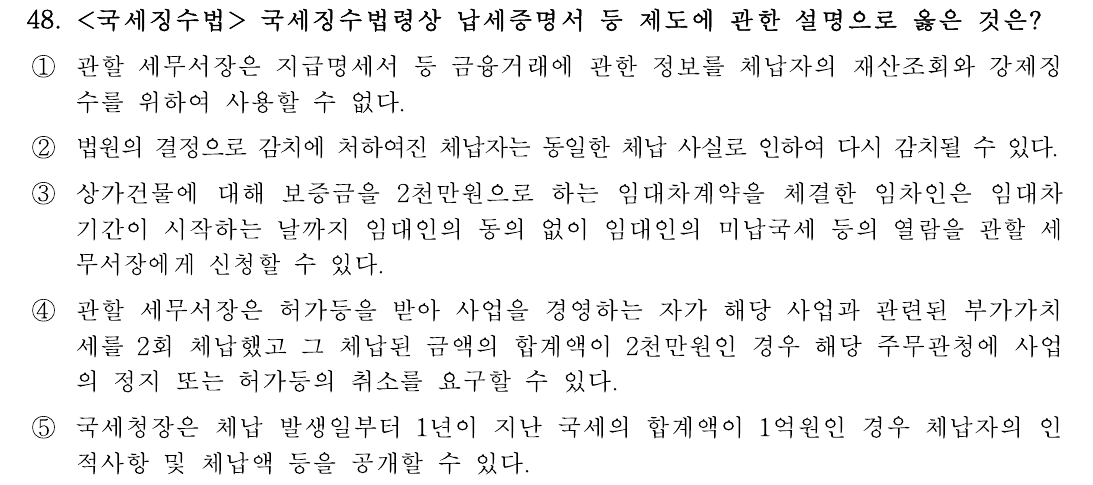 48. <국세징수법> 국세징수법령상 납세증명서 등 제도에 관한 설명으로 옳은 것은?
① 관할 세무서장은 지급명세서 등 금융거래에 관한 정보를 체납자의 재산조회와 강제징
수를 위하여 사용할 수 없다.
② 법원의 결정으로 감치에 처하여진 체납자는 동일한 체납 사실로 인하여 다시 감치될 수 있다.
③ 상가건물에 대해 보증금을 2천만원으로 하는 임대차계약을 체결한 임차인은 임대차
기간이 시작하는 날까지 임대인의 동의 없이 임대인의 미납국세 등의 열람을 관할 세
무서장에게 신청할 수 있다.
④ 관할 세무서장은 허가등을 받아 사업을 경영하는 자가 해당 사업과 관련된 부가가치
세를 2회 체납했고 그 체납된 금액의 합계액이 2천만원인 경우 해당 주무관청에 사업
의 정지 또는 허가등의 취소를 요구할 수 있다.
⑤ 국세청장은 체납 발생일부터 1년이 지난 국세의 합계액이 1억원인 경우 체납자의 인
적사항 및 체납액 등을 공개할 수 있다.